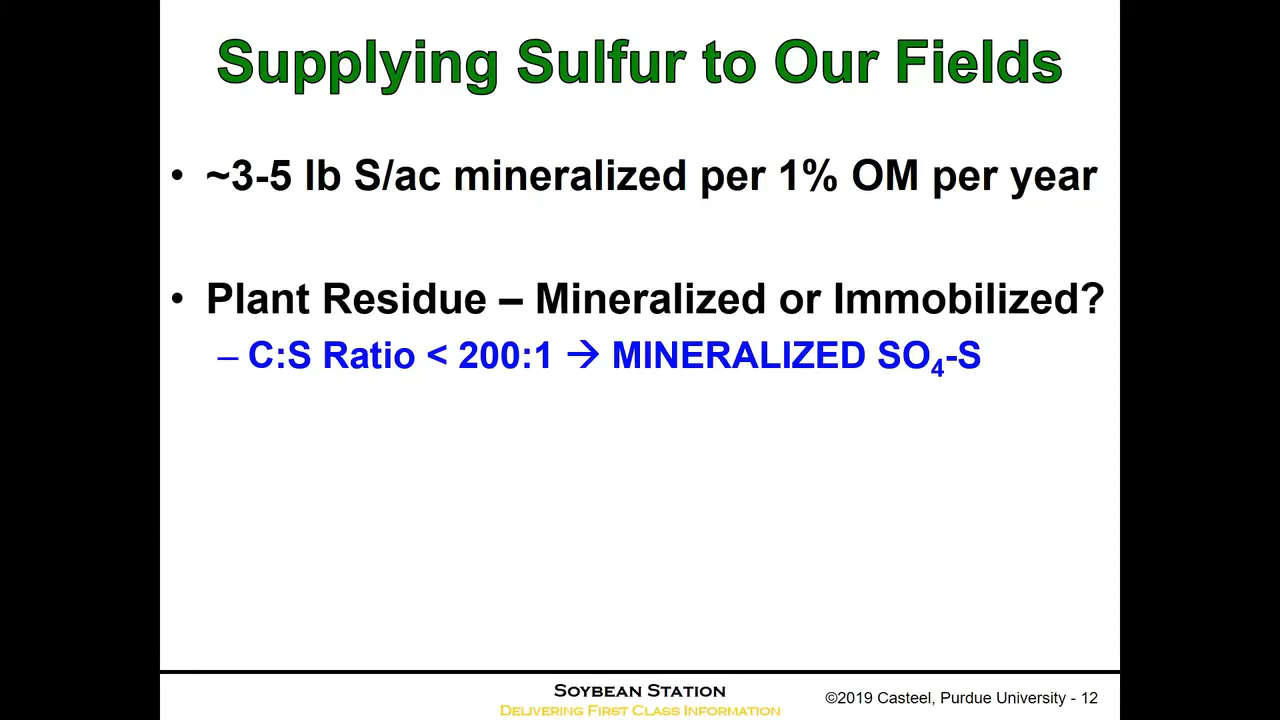 Supplying Sulfur to Our Fields
• ~3-5 lb S/ac mineralized per 1% OM per year
• Plant Residue – Mineralized or Immobilized?
– C:S Ratio < 200:1 → MINERALIZED SO₄-S
SOYBEAN STATION
DELIVERING FIRST CLASS INFORMATION
©2019 Casteel, Purdue University - 12